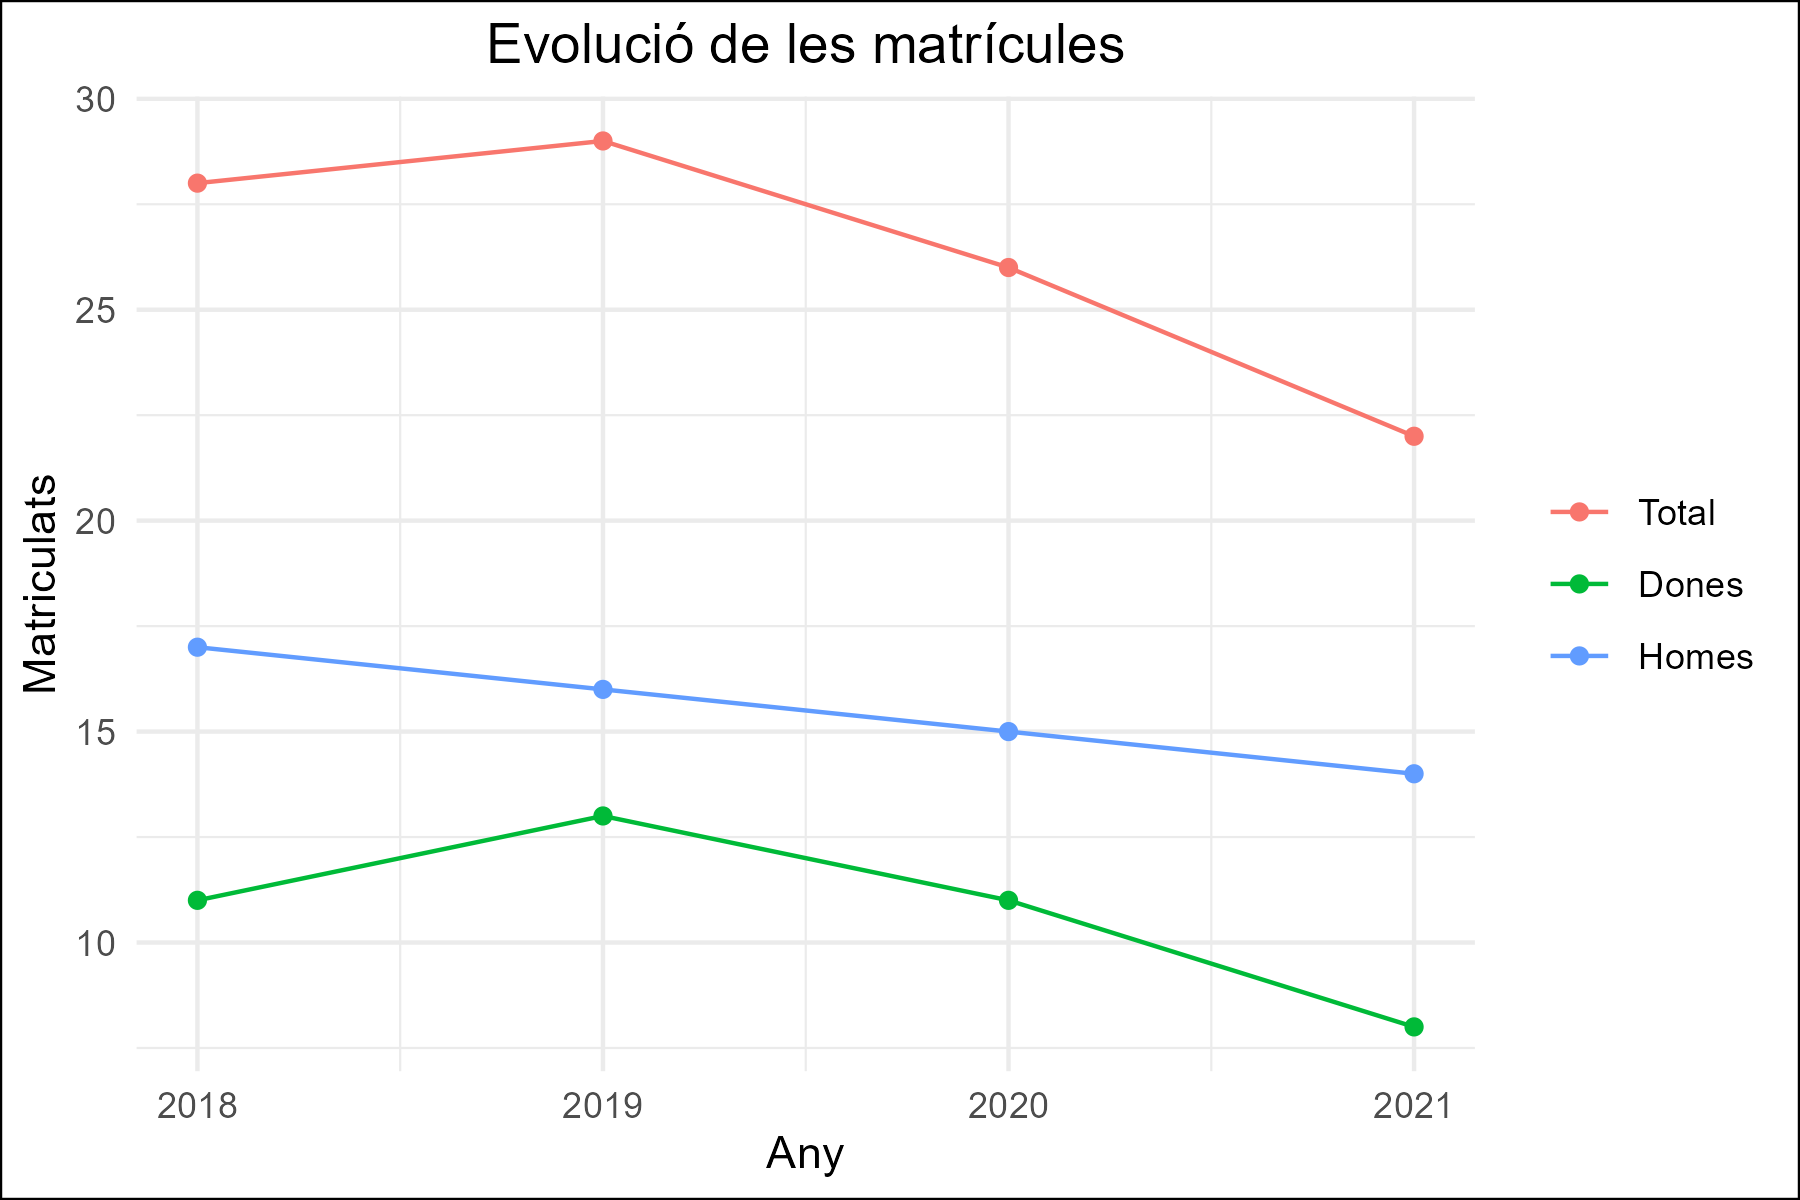 Evolució de les matrícules
Matriculats
30
25
20
15
10
2018
2019
2020
2021
Any
Total
Dones
Homes